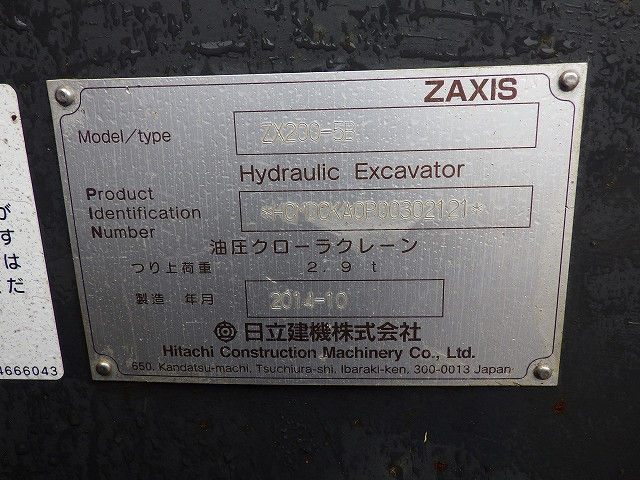 ZAXIS
Model/type ZX200-5B
Hydraulic Excavator
Product
Identification
Number
油圧クローラクレーン
つり上荷重 2.9t
製造 年月 2014-10
日立建機株式会社
Hitachi Construction Machinery Co., Ltd.
650, Kandatsu-machi, Tsuchiura-shi, Ibaraki-ken, 300-0013 Japan
が
す
は
だ
4666043